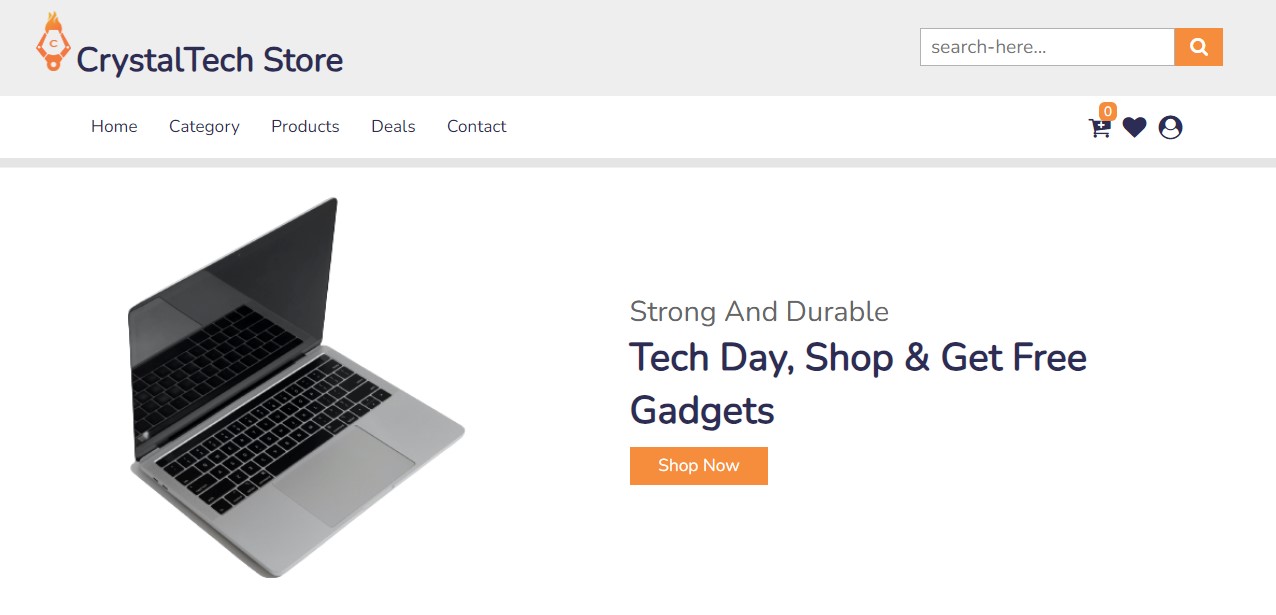 C
CrystalTech Store
search-here...
Home Category Products Deals Contact
0
Strong And Durable
Tech Day, Shop & Get Free
Gadgets
Shop Now